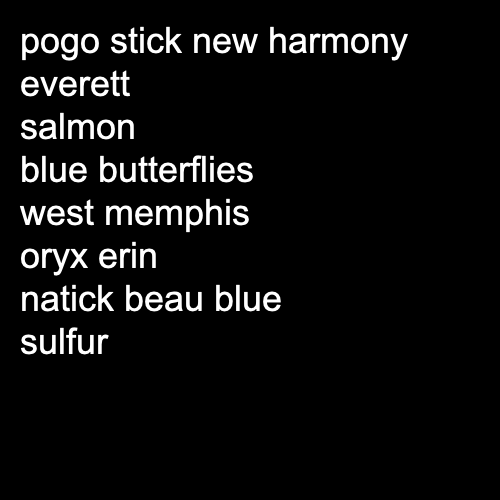 pogo stick new harmony
everett
salmon
blue butterflies
west memphis
oryx erin
natick beau blue
sulfur